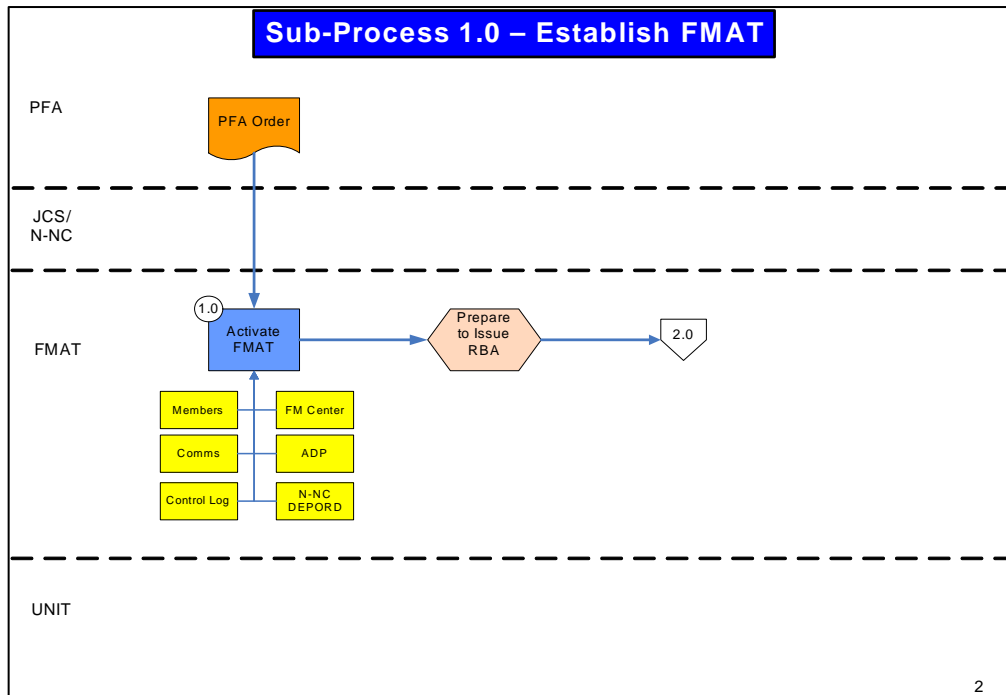 Sub-Process 1.0 – Establish FMAT
PFA
PFA Order
JCS/
N-NC
FMAT
1.0
Activate
FMAT
Prepare
to Issue
RBA
2.0
Members
FM Center
Comms
ADP
Control Log
N-NC
DEPORD
UNIT
2